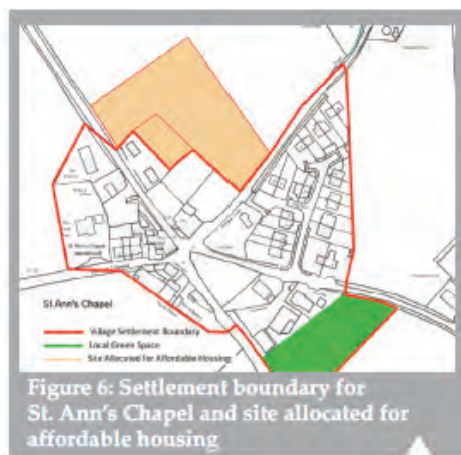 St Ann's Chapel
Village Settlement Boundary
Local Green Space
Site Allocated for Affordable Housing
Figure 6: Settlement boundary for
St. Ann's Chapel and site allocated for
affordable housing